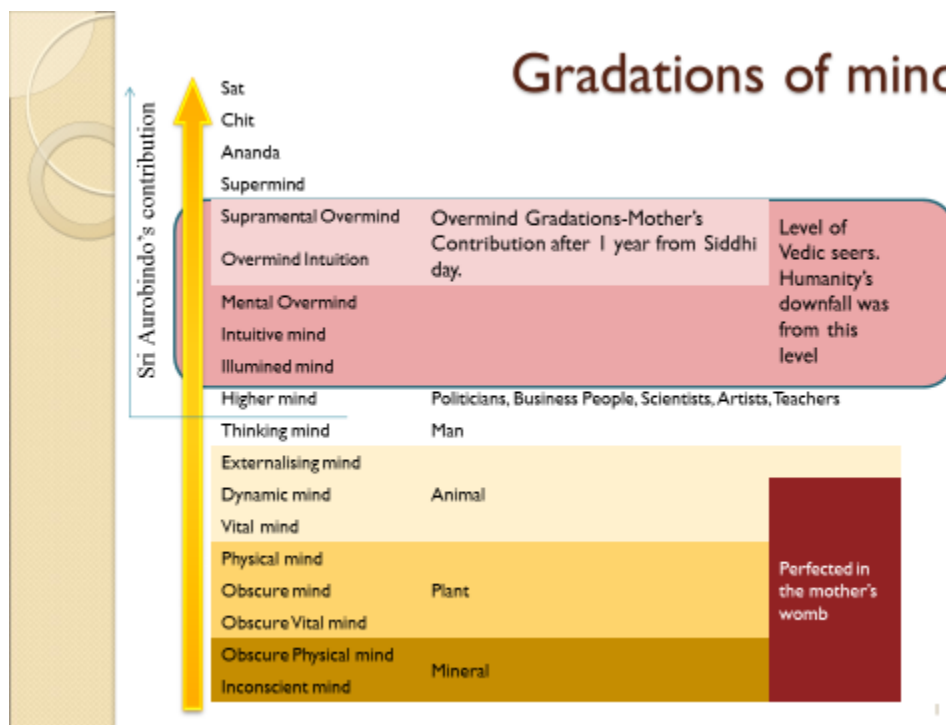 Gradations of mind
Sri Aurobindo's contribution
Sat
Chit
Ananda
Supermind
Supramental Overmind
Overmind Intuition
Overmind Gradations-Mother's
Contribution after 1 year from Siddhi
day.
Level of
Vedic seers.
Humanity's
downfall was
from this
level
Mental Overmind
Intuitive mind
Illumined mind
Higher mind Politicians, Business People, Scientists, Artists, Teachers
Thinking mind Man
Externalising mind
Dynamic mind Animal
Vital mind
Physical mind
Obscure mind Plant
Obscure Vital mind
Perfected in
the mother's
womb
Obscure Physical mind
Mineral
Inconscient mind